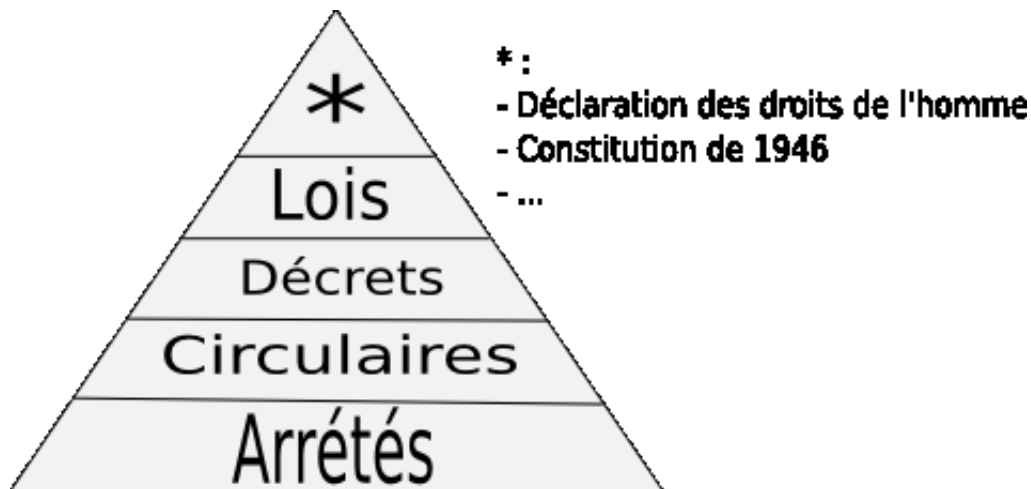 *
Lois
Décrets
Circulaires
Arrétés
* :
- Déclaration des droits de l'homme
- Constitution de 1946
- ...